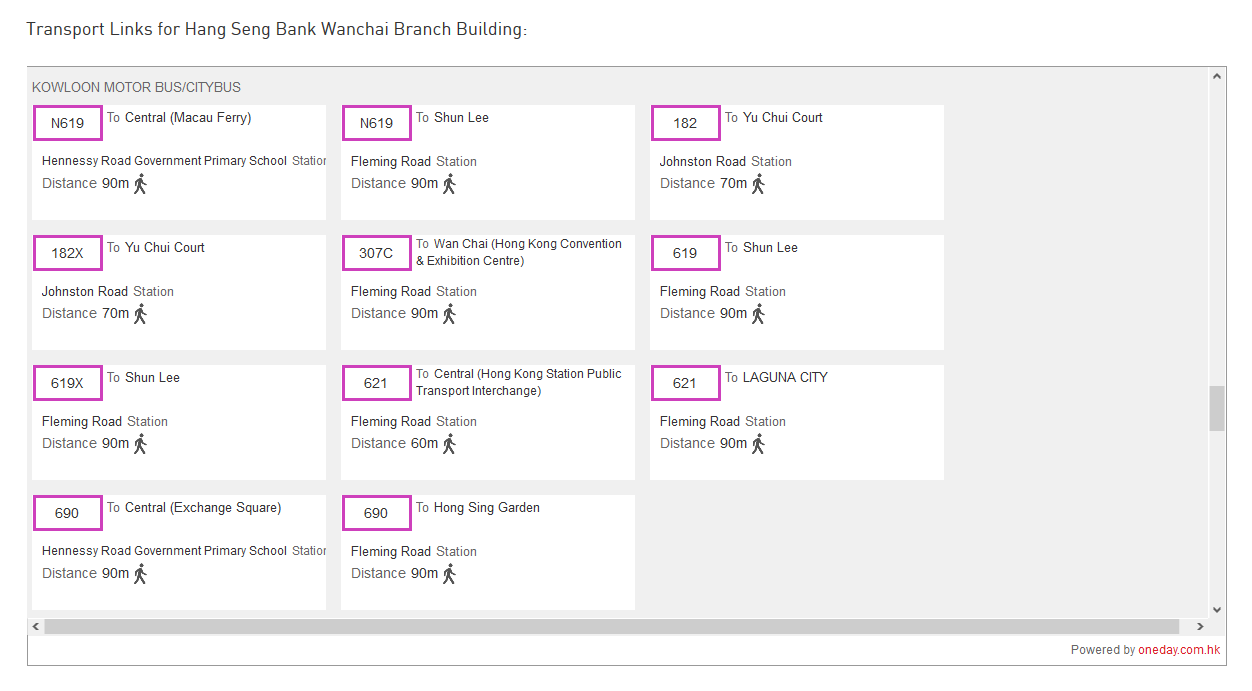 Transport Links for Hang Seng Bank Wanchai Branch Building:
KOWLOON MOTOR BUS/CITYBUS
N619 To Central (Macau Ferry)
Hennessy Road Government Primary School Station
Distance 90m
N619 To Shun Lee
Fleming Road Station
Distance 90m
182 To Yu Chui Court
Johnston Road Station
Distance 70m
182X To Yu Chui Court
Johnston Road Station
Distance 70m
307C To Wan Chai (Hong Kong Convention
& Exhibition Centre)
Fleming Road Station
Distance 90m
619 To Shun Lee
Fleming Road Station
Distance 90m
619X To Shun Lee
Fleming Road Station
Distance 90m
621 To Central (Hong Kong Station Public
Transport Interchange)
Fleming Road Station
Distance 60m
621 To LAGUNA CITY
Fleming Road Station
Distance 90m
690 To Central (Exchange Square)
Hennessy Road Government Primary School Station
Distance 90m
690 To Hong Sing Garden
Fleming Road Station
Distance 90m
Powered by oneday.com.hk